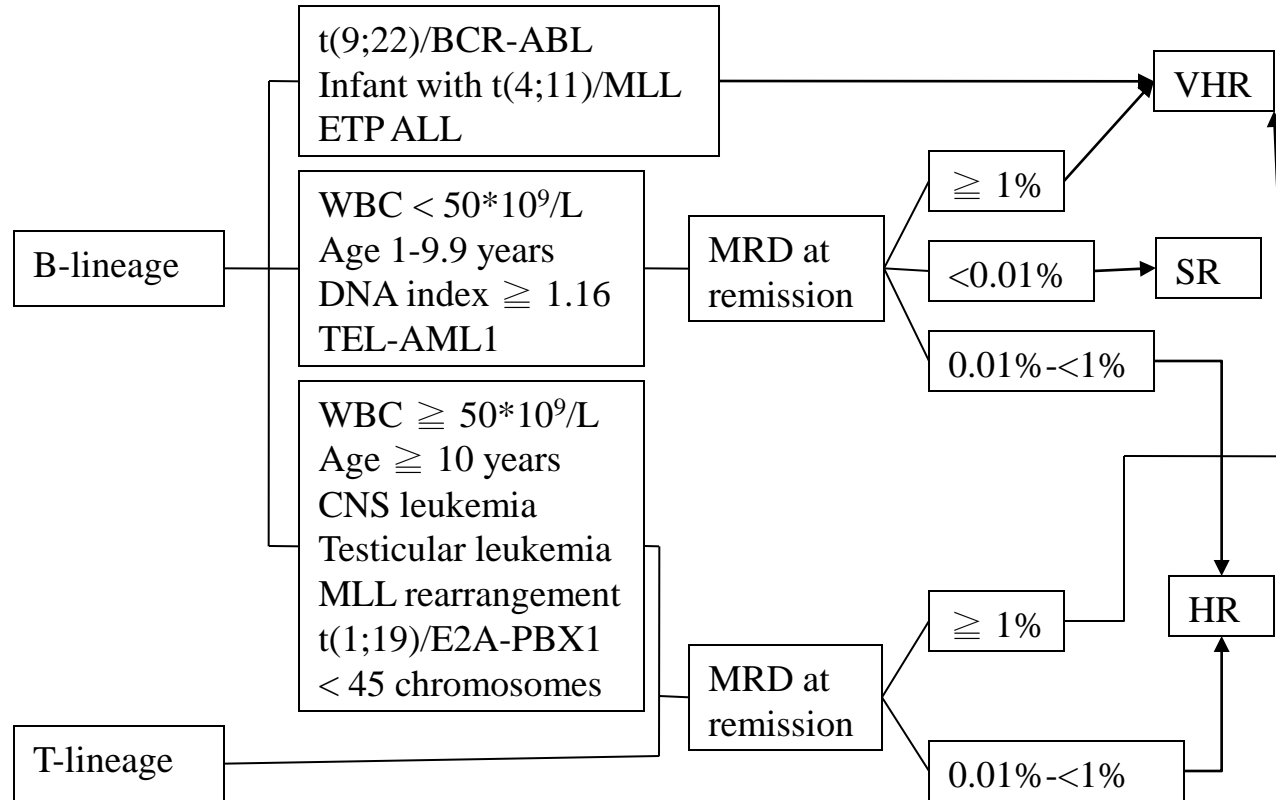 t(9;22)/BCR-ABL
Infant with t(4;11)/MLL
ETP ALL
VHR
≧ 1%
B-lineage
WBC < 50*10⁹/L
Age 1-9.9 years
DNA index ≧ 1.16
TEL-AML1
MRD at
remission
<0.01%
SR
0.01%-<1%
WBC ≧ 50*10⁹/L
Age ≧ 10 years
CNS leukemia
Testicular leukemia
MLL rearrangement
t(1;19)/E2A-PBX1
< 45 chromosomes
≧ 1%
HR
MRD at
remission
T-lineage
0.01%-<1%